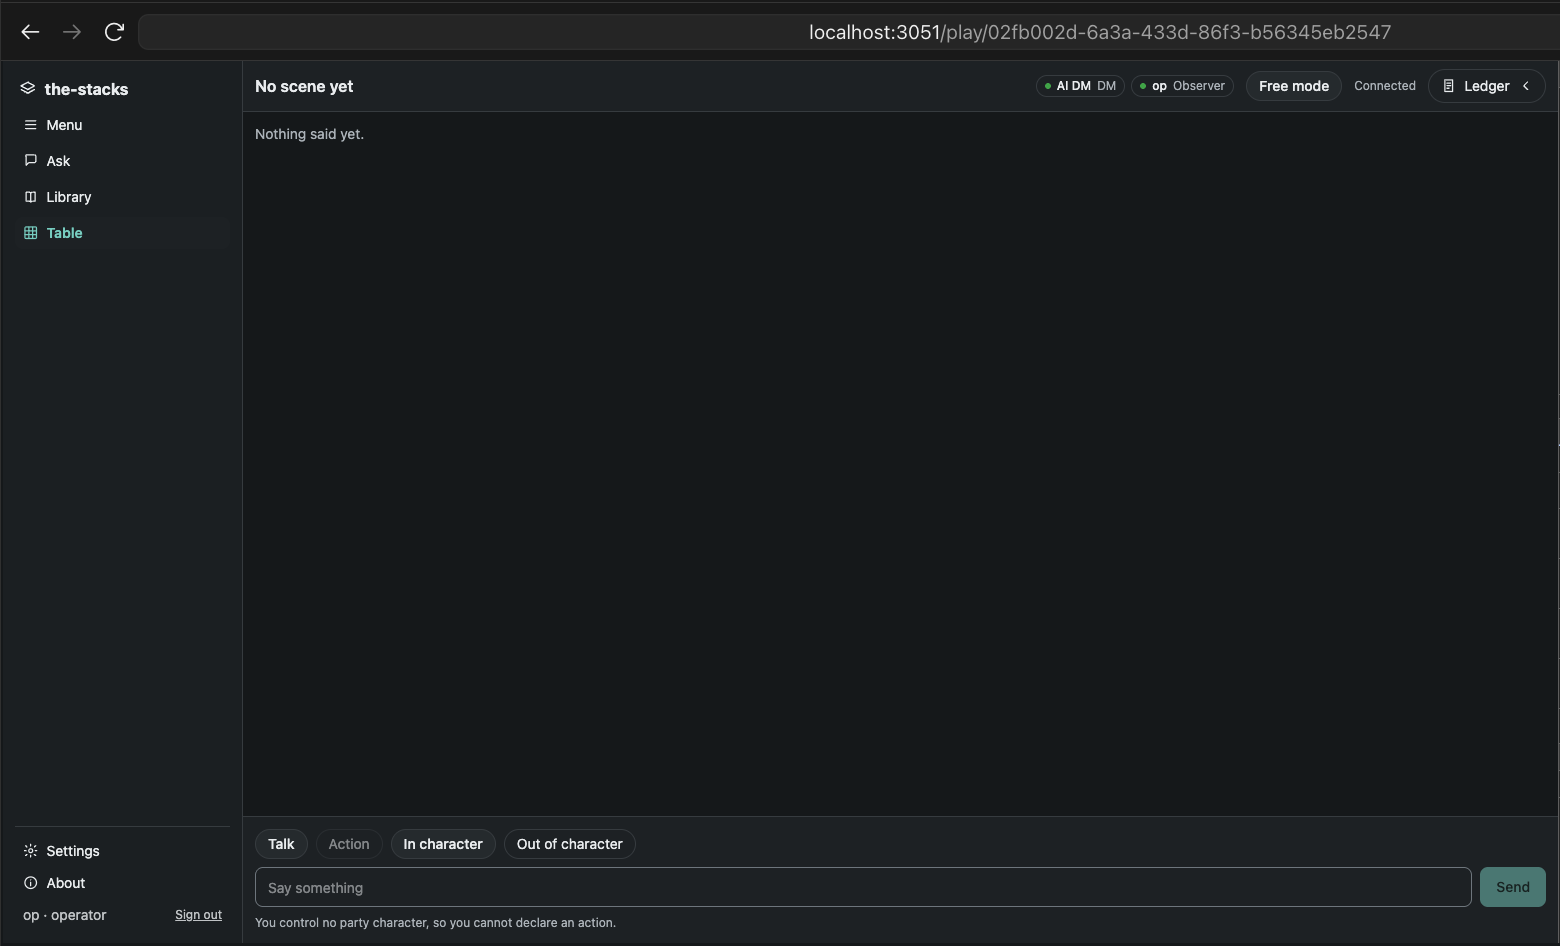 localhost:3051/play/02fb002d-6a3a-433d-86f3-b56345eb2547
the-stacks
Menu
Ask
Library
Table
Settings
About
op · operator Sign out
No scene yet
AI DM DM op Observer Free mode Connected Ledger
Nothing said yet.
Talk Action In character Out of character
Say something Send
You control no party character, so you cannot declare an action.